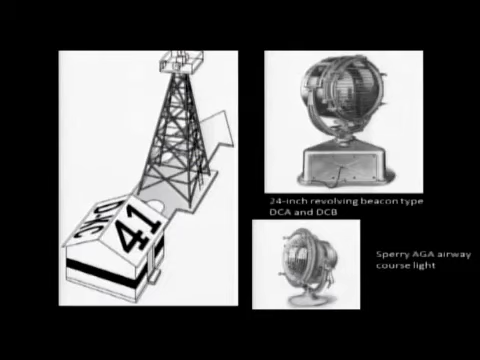 41
24-inch revolving beacon type
DCA and DCB
Sperry AGA airway
course light